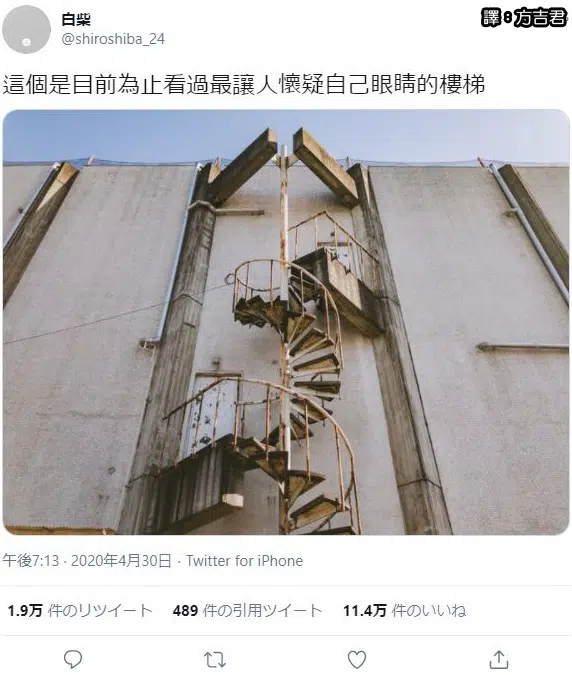 譯8方吉君
白柴
@shiroshiba_24
這個是目前為止看過最讓人懷疑自己眼睛的樓梯
午後7:13 · 2020年4月30日 · Twitter for iPhone
1.9万 件のリツイート 489 件の引用ツイート 11.4万 件のいいね